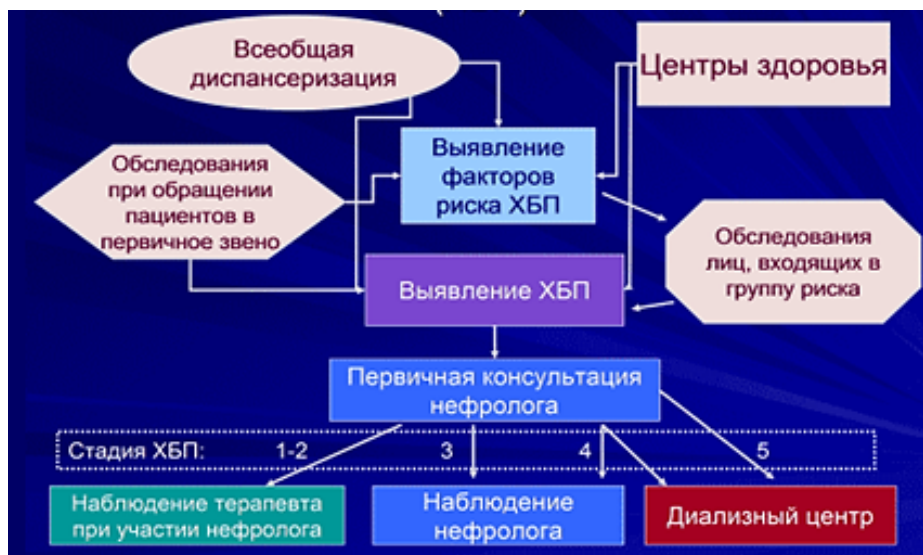 Всеобщая
диспансеризация
Центры здоровья
Выявление
факторов
риска ХБП
Обследования
при обращении
пациентов в
первичное звено
Обследования
лиц, входящих в
группу риска
Выявление ХБП
Первичная консультация
нефролога
Стадия ХБП: 1-2 3 4 5
Наблюдение терапевта
при участии нефролога
Наблюдение
нефролога
Диализный центр